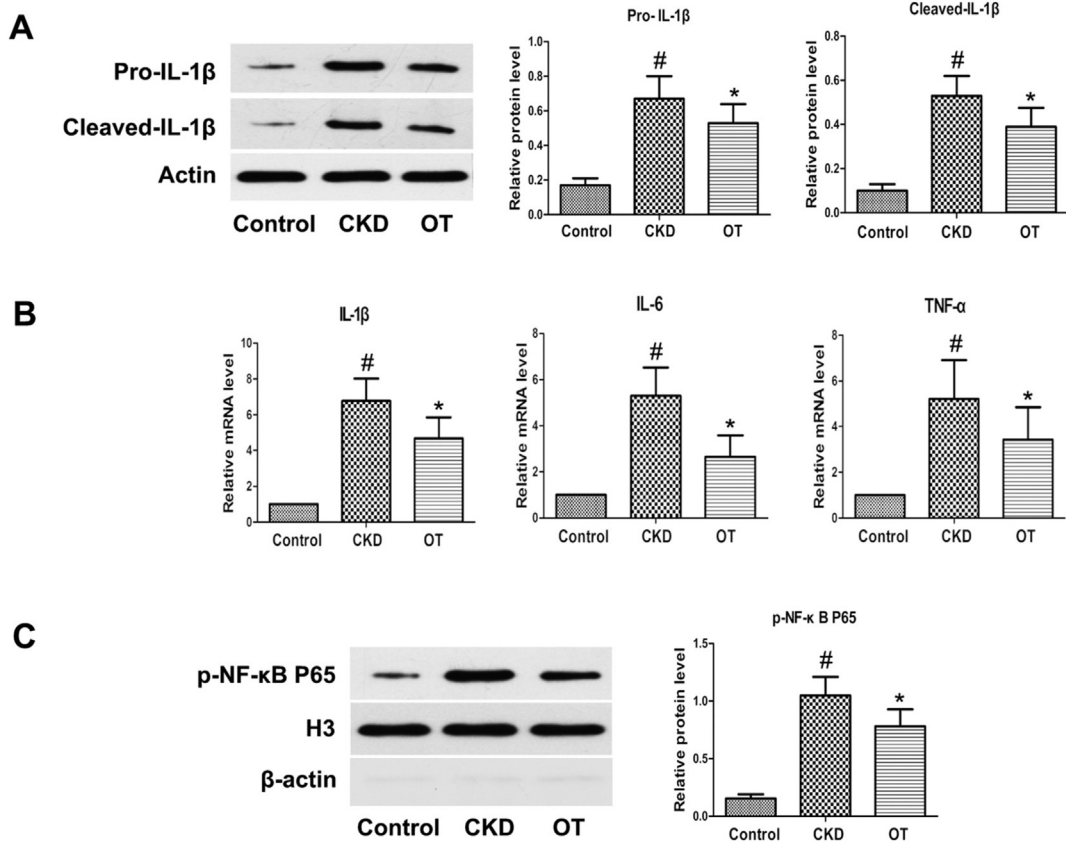 A
Pro-IL-1β
Cleaved-IL-1β
Actin
Control CKD OT
Pro- IL-1β
Relative protein level
0.0
0.2
0.4
0.6
0.8
1.0
#
*
Control CKD OT
Cleaved-IL-1β
Relative protein level
0.0
0.2
0.4
0.6
0.8
#
*
Control CKD OT
B
IL-1β
Relative mRNA level
0
2
4
6
8
10
#
*
Control CKD OT
IL-6
Relative mRNA level
0
2
4
6
8
#
*
Control CKD OT
TNF-α
Relative mRNA level
0
2
4
6
8
#
*
Control CKD OT
C
p-NF-κB P65
H3
β-actin
Control CKD OT
p-NF-κ B P65
Relative protein level
0.0
0.5
1.0
1.5
#
*
Control CKD OT